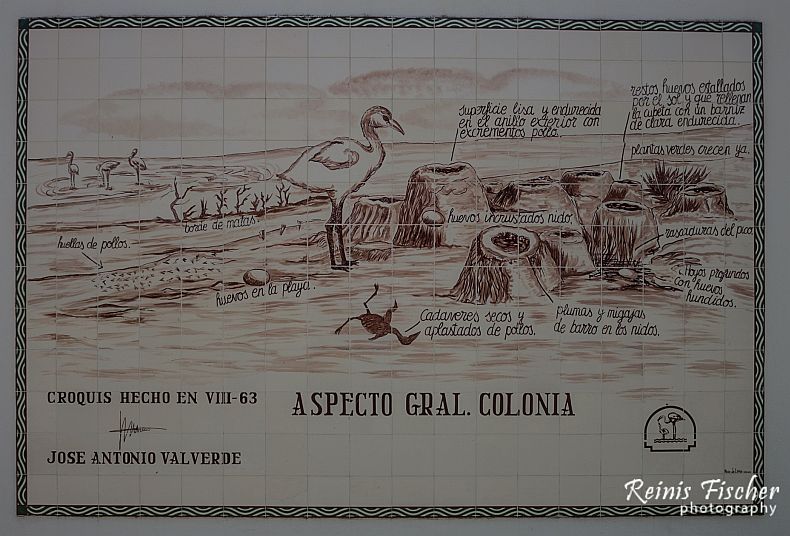 superficie lisa y endurecida
en el anillo exterior con
excrementos pollo.
restos huevos estallados
por el sol y que rellenan
la cubeta con un barniz
de clara endurecida.
plantas verdes crecen ya.
borde de matas
huevos incrustados nido.
rasaduras del pico
huellas de pollos.
huevos en la playa.
Hoyos profundos
con huevos
hundidos.
Cadaveres secos y
aplastados de pollos.
plumas y migajas
de barro en los nidos.
CROQUIS HECHO EN VIII-63
ASPECTO GRAL. COLONIA
JOSE ANTONIO VALVERDE
Reinis Fischer
photography